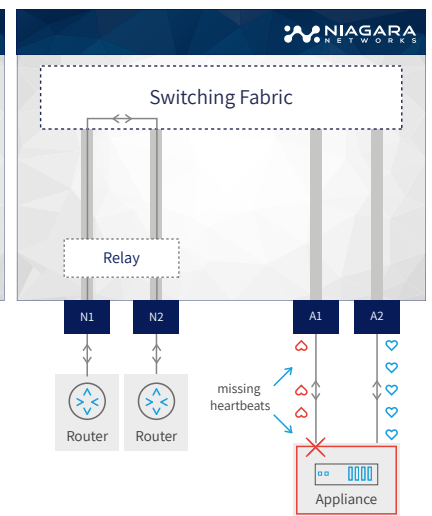 NIAGARA
NETWORKS
Switching Fabric
Relay
N1
N2
A1
A2
missing
heartbeats
Router
Router
Appliance